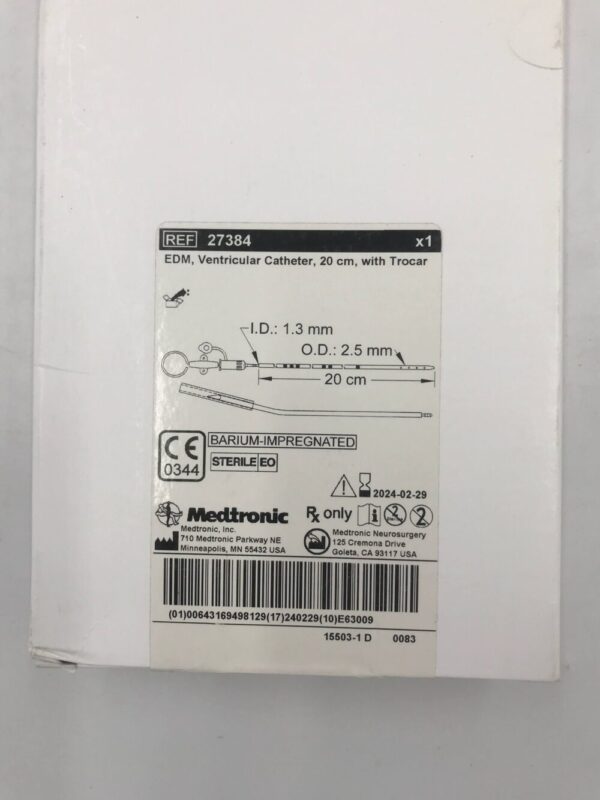 REF 27384 x1
EDM, Ventricular Catheter, 20 cm, with Trocar
I.D.: 1.3 mm
O.D.: 2.5 mm
20 cm
CE
0344
BARIUM-IMPREGNATED
STERILE EO
2024-02-29
Medtronic
Medtronic, Inc.
710 Medtronic Parkway NE
Minneapolis, MN 55432 USA
Rx only
Medtronic Neurosurgery
125 Cremona Drive
Goleta, CA 93117 USA
(01)00643169498129(17)240229(10)E63009
15503-1 D 0083